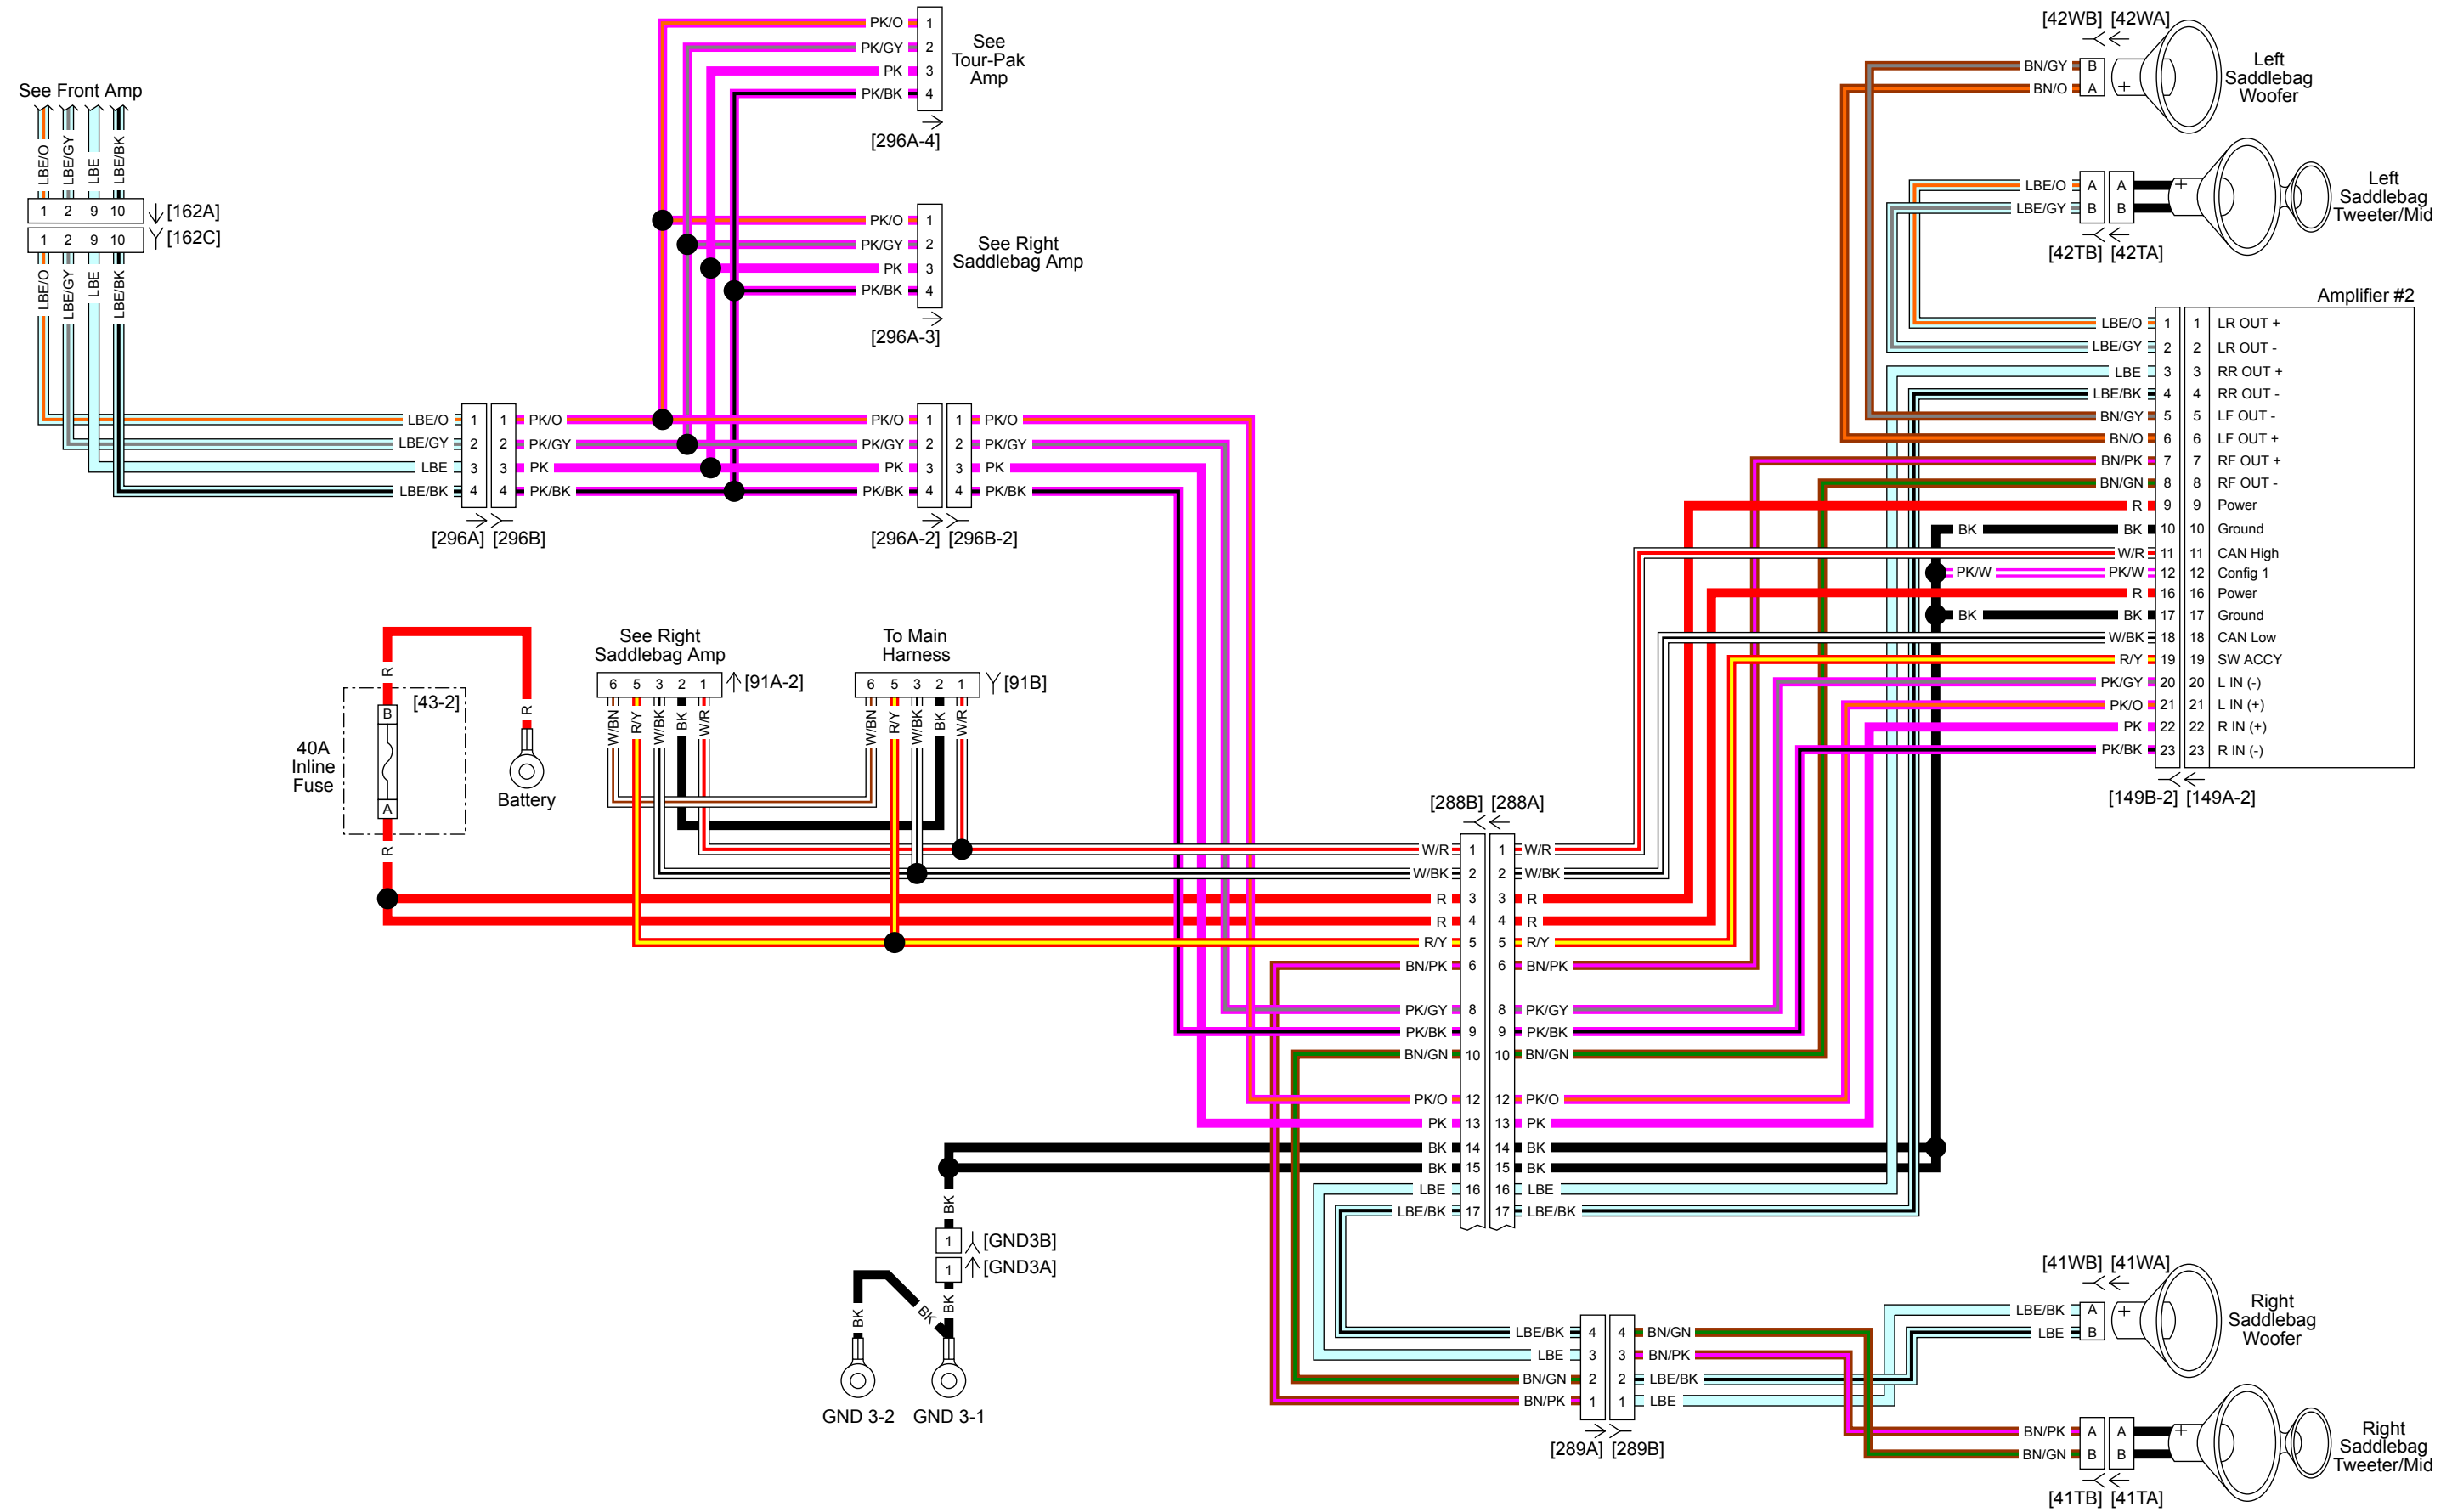 See Front Amp
LBE/O
LBE/GY
LBE
LBE/BK
1 2 9 10
[162A]
1 2 9 10
[162C]
LBE/O
LBE/GY
LBE
LBE/BK
PK/O 1
PK/GY 2
PK 3
PK/BK 4
See
Tour-Pak
Amp
[296A-4]
PK/O 1
PK/GY 2
PK 3
PK/BK 4
See Right
Saddlebag Amp
[296A-3]
LBE/O 1 1 PK/O
LBE/GY 2 2 PK/GY
LBE 3 3 PK
LBE/BK 4 4 PK/BK
[296A] [296B]
PK/O 1 1 PK/O
PK/GY 2 2 PK/GY
PK 3 3 PK
PK/BK 4 4 PK/BK
[296A-2] [296B-2]
R
[43-2]
B
40A
Inline
Fuse
A
R
R
Battery
See Right
Saddlebag Amp
6 5 3 2 1
[91A-2]
W/BN
R/Y
W/BK
BK
W/R
To Main
Harness
6 5 3 2 1
[91B]
W/BN
R/Y
W/BK
BK
W/R
[288B] [288A]
W/R 1 1 W/R
W/BK 2 2 W/BK
R 3 3 R
R 4 4 R
R/Y 5 5 R/Y
BN/PK 6 6 BN/PK
PK/GY 8 8 PK/GY
PK/BK 9 9 PK/BK
BN/GN 10 10 BN/GN
PK/O 12 12 PK/O
PK 13 13 PK
BK 14 14 BK
BK 15 15 BK
LBE 16 16 LBE
LBE/BK 17 17 LBE/BK
BK
1
[GND3B]
1
[GND3A]
BK
BK
BK
GND 3-2 GND 3-1
[42WB] [42WA]
BN/GY B
BN/O A
+
Left
Saddlebag
Woofer
LBE/O A A
LBE/GY B B
+
Left
Saddlebag
Tweeter/Mid
[42TB] [42TA]
Amplifier #2
LBE/O 1 1 LR OUT +
LBE/GY 2 2 LR OUT -
LBE 3 3 RR OUT +
LBE/BK 4 4 RR OUT -
BN/GY 5 5 LF OUT -
BN/O 6 6 LF OUT +
BN/PK 7 7 RF OUT +
BN/GN 8 8 RF OUT -
R 9 9 Power
BK BK 10 10 Ground
W/R 11 11 CAN High
PK/W PK/W 12 12 Config 1
R 16 16 Power
BK BK 17 17 Ground
W/BK 18 18 CAN Low
R/Y 19 19 SW ACCY
PK/GY 20 20 L IN (-)
PK/O 21 21 L IN (+)
PK 22 22 R IN (+)
PK/BK 23 23 R IN (-)
[149B-2] [149A-2]
LBE/BK 4 4 BN/GN
LBE 3 3 BN/PK
BN/GN 2 2 LBE/BK
BN/PK 1 1 LBE
[289A] [289B]
[41WB] [41WA]
LBE/BK A
LBE B
+
Right
Saddlebag
Woofer
BN/PK A A
BN/GN B B
+
Right
Saddlebag
Tweeter/Mid
[41TB] [41TA]